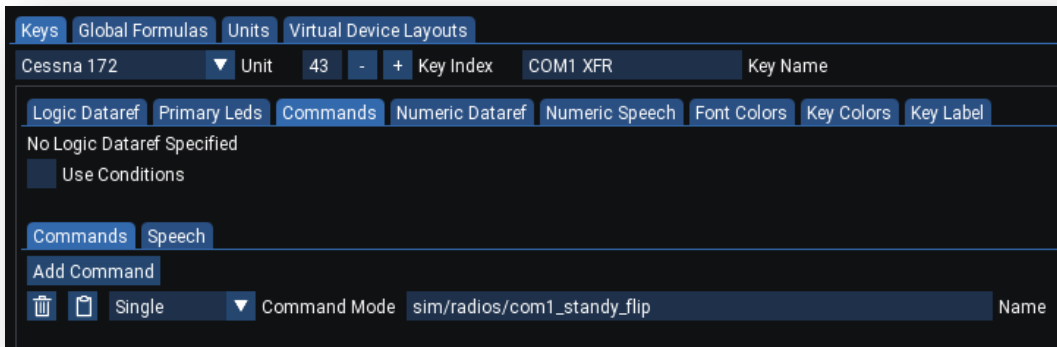 Keys Global Formulas Units Virtual Device Layouts
Cessna 172 Unit 43 - + Key Index COM1 XFR Key Name
Logic Dataref Primary Leds Commands Numeric Dataref Numeric Speech Font Colors Key Colors Key Label
No Logic Dataref Specified
Use Conditions
Commands Speech
Add Command
Single Command Mode sim/radios/com1_standy_flip Name